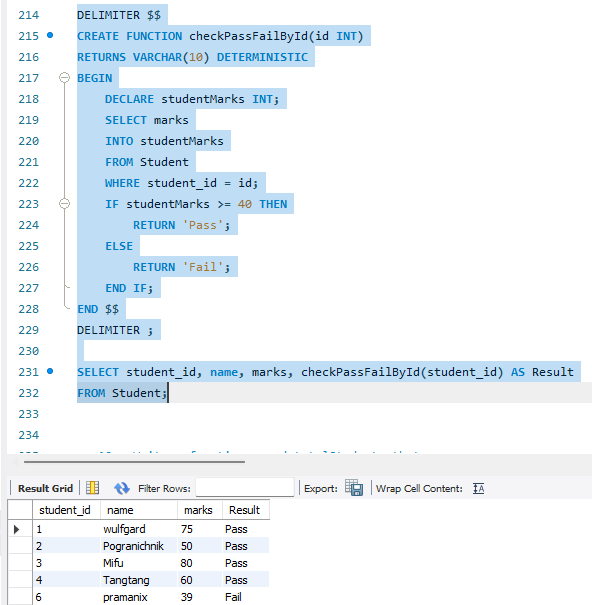 214 DELIMITER $$
215 CREATE FUNCTION checkPassFailById(id INT)
216 RETURNS VARCHAR(10) DETERMINISTIC
217 BEGIN
218 DECLARE studentMarks INT;
219 SELECT marks
220 INTO studentMarks
221 FROM Student
222 WHERE student_id = id;
223 IF studentMarks >= 40 THEN
224 RETURN 'Pass';
225 ELSE
226 RETURN 'Fail';
227 END IF;
228 END $$
229 DELIMITER ;
230
231 SELECT student_id, name, marks, checkPassFailById(student_id) AS Result
232 FROM Student;
233
234
Result Grid Filter Rows: Export: Wrap Cell Content:
student_id name marks Result
1 wulfgard 75 Pass
2 Pogranichnik 50 Pass
3 Mifu 80 Pass
4 Tangtang 60 Pass
6 pramanix 39 Fail